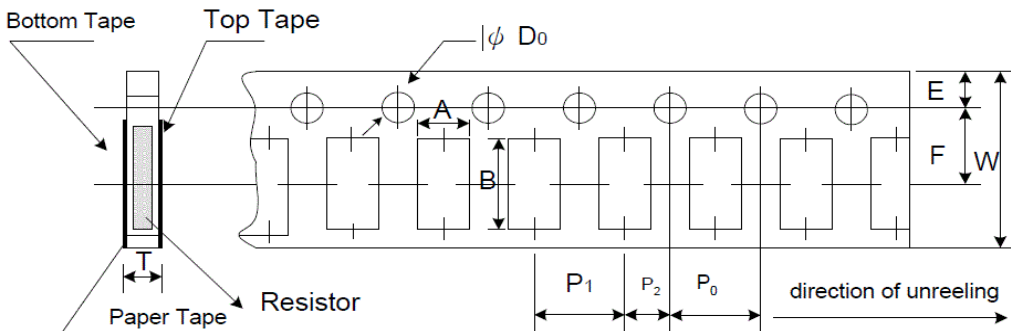 Bottom Tape
Top Tape
|ϕ D0
A
B
E
F
W
T
Paper Tape
Resistor
P1
P2
P0
direction of unreeling